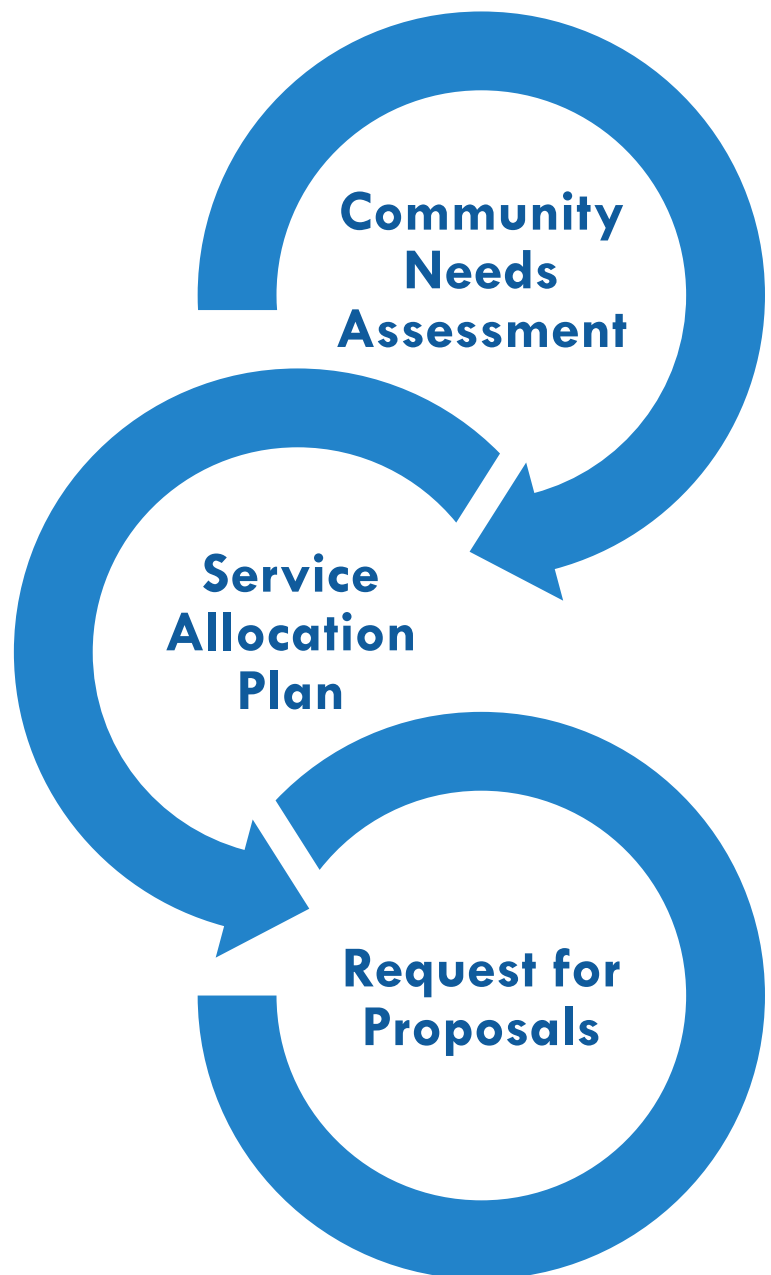 Community
Needs
Assessment
Service
Allocation
Plan
Request for
Proposals